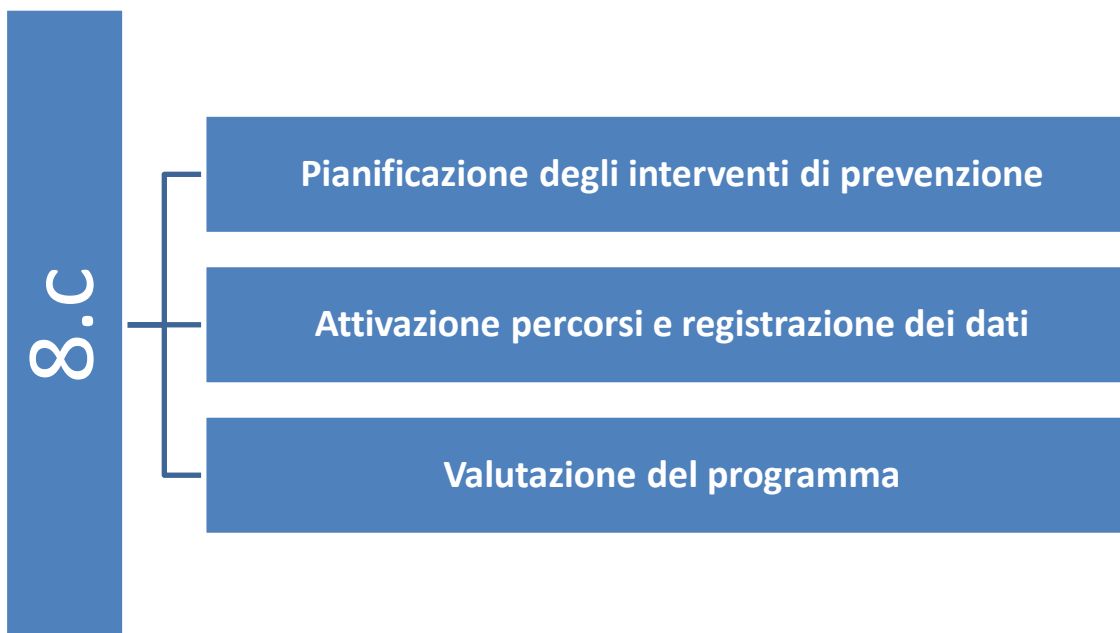 8.c
Pianificazione degli interventi di prevenzione
Attivazione percorsi e registrazione dei dati
Valutazione del programma